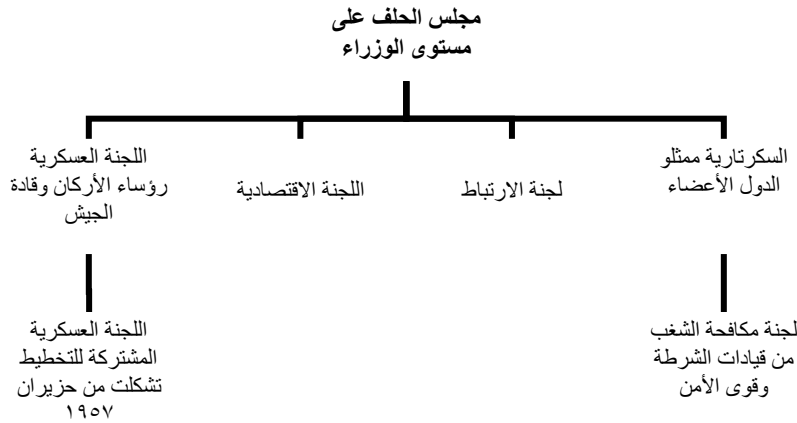 مجلس الحلف على
مستوى الوزراء
السكرتارية ممثلو
الدول الأعضاء
لجنة الارتباط
اللجنة الاقتصادية
اللجنة العسكرية
رؤساء الأركان وقادة
الجيش
لجنة مكافحة الشغب
من قيادات الشرطة
وقوى الأمن
اللجنة العسكرية
المشتركة للتخطيط
تشكلت من حزيران
١٩٥٧